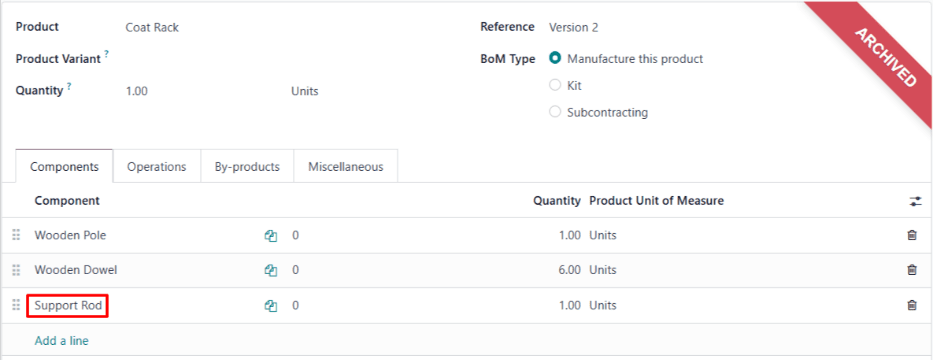 Product Coat Rack Reference Version 2
ARCHIVED
Product Variant ? BoM Type Manufacture this product
Quantity ? 1.00 Units Kit
Subcontracting
Components Operations By-products Miscellaneous
Component Quantity Product Unit of Measure
Wooden Pole 0 1.00 Units
Wooden Dowel 0 6.00 Units
Support Rod 0 1.00 Units
Add a line